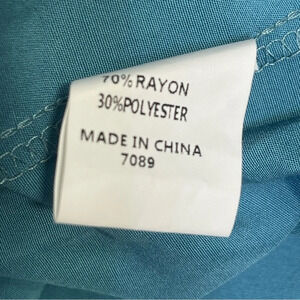 70% RAYON
30%POLYESTER
MADE IN CHINA
7089